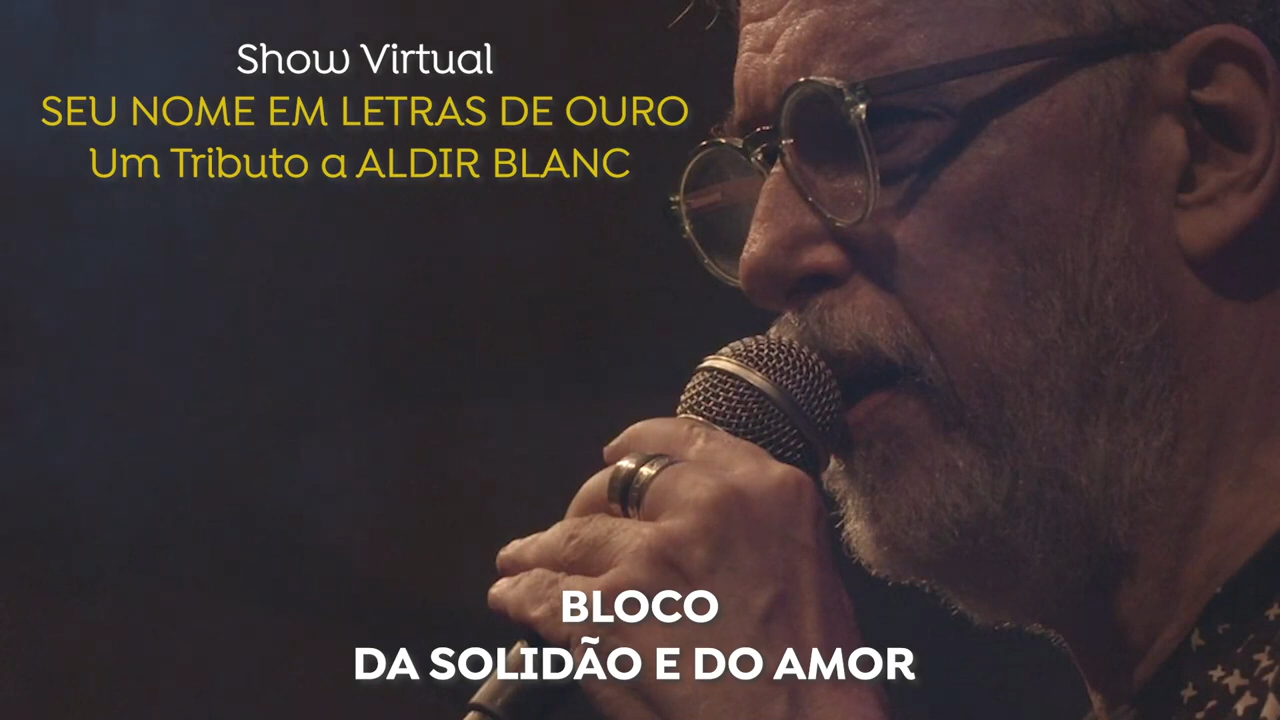 Show Virtual
SEU NOME EM LETRAS DE OURO
Um Tributo a ALDIR BLANC
BLOCO
DA SOLIDÃO E DO AMOR